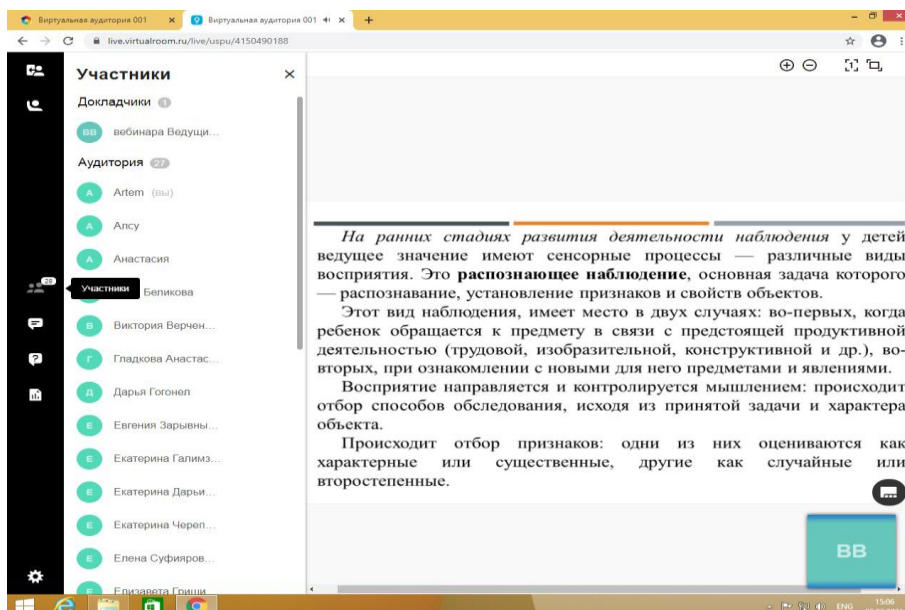 Виртуальная аудитория 001
Виртуальная аудитория 001
live.virtualroom.ru/live/uspu/4150490188
Участники
Докладчики 1
ВВ вебинара Ведущи...
Аудитория 27
A Artem (вы)
А Алсу
А Анастасия
28
Участники
Беликова
В Виктория Верчен...
Г Гладкова Анастас...
Д Дарья Гогонел
Е Евгения Зарывны...
Е Екатерина Галимз...
Е Екатерина Дарьи...
Е Екатерина Череп...
Е Елена Суфияров...
Елизавета Гриши
На ранних стадиях развития деятельности наблюдения у детей
ведущее значение имеют сенсорные процессы — различные виды
восприятия. Это распознающее наблюдение, основная задача которого
— распознавание, установление признаков и свойств объектов.
Этот вид наблюдения, имеет место в двух случаях: во-первых, когда
ребенок обращается к предмету в связи с предстоящей продуктивной
деятельностью (трудовой, изобразительной, конструктивной и др.), во-
вторых, при ознакомлении с новыми для него предметами и явлениями.
Восприятие направляется и контролируется мышлением: происходит
отбор способов обследования, исходя из принятой задачи и характера
объекта.
Происходит отбор признаков: одни из них оцениваются как
характерные или существенные, другие как случайные или
второстепенные.
ВВ
ENG
15:06